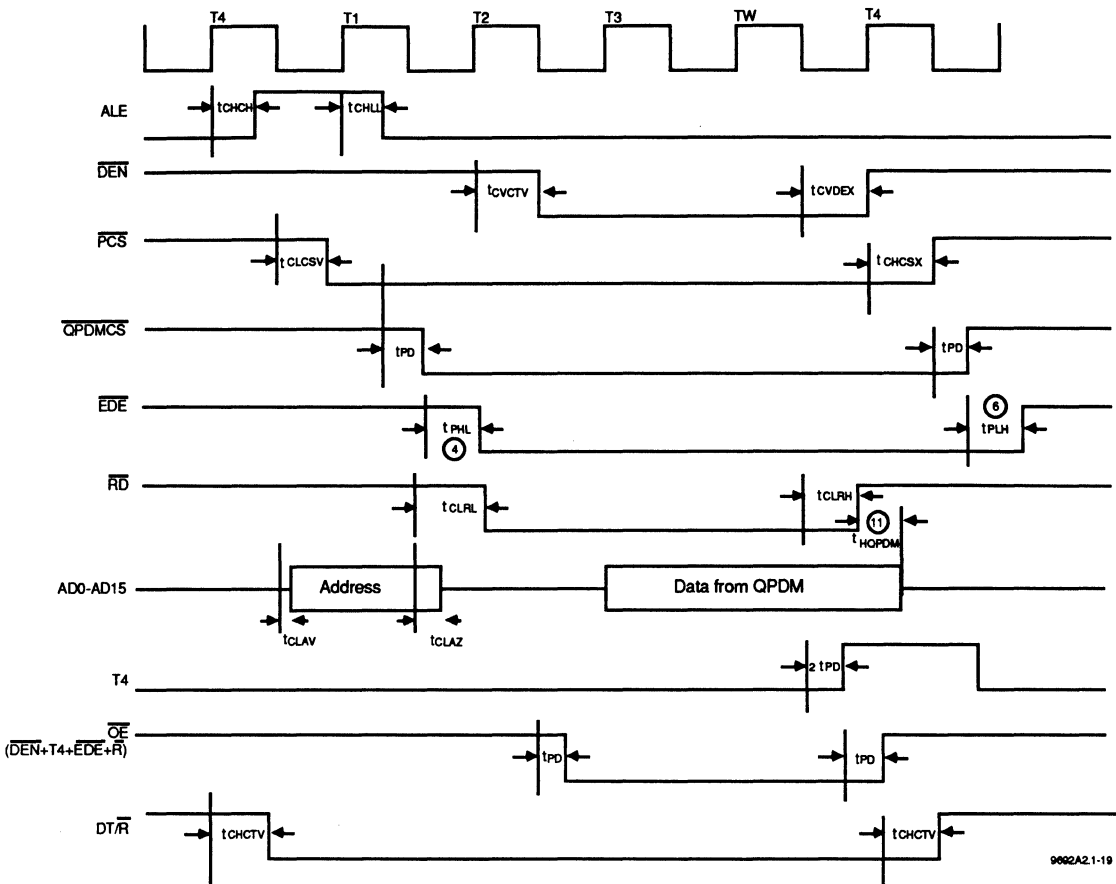 T4 T1 T2 T3 TW T4
ALE tCHCH tCHLL
DEN tCVCTV tCVDEX
PCS tCLCSV tCHCSX
QPDMCS tPD tPD
EDE tPHL 4 6 tPLH
RD tCLRL tCLRH 11 tHQPDM
AD0-AD15 Address Data from QPDM
tCLAV tCLAZ
T4 2 tPD
OE
(DEN+T4+EDE+R) tPD tPD
DT/R tCHCTV tCHCTV
9692A2.1-19